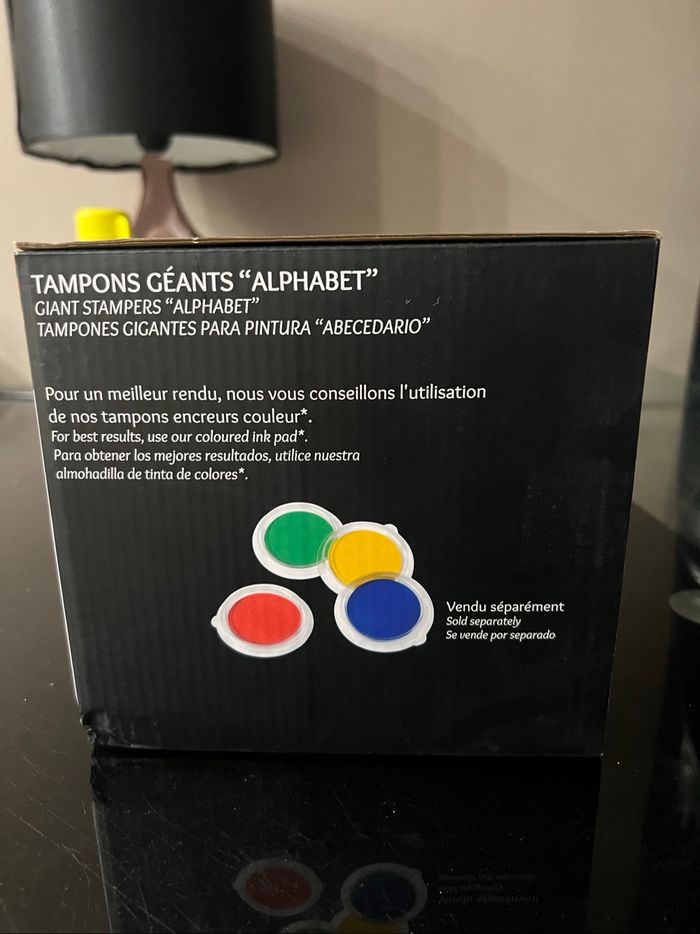 TAMPONS GÉANTS “ALPHABET”
GIANT STAMPERS “ALPHABET”
TAMPONES GIGANTES PARA PINTURA “ABECEDARIO”
Pour un meilleur rendu, nous vous conseillons l'utilisation
de nos tampons encreurs couleur*.
For best results, use our coloured ink pad*.
Para obtener los mejores resultados, utilice nuestra
almohadilla de tinta de colores*.
Vendu séparément
Sold separately
Se vende por separado